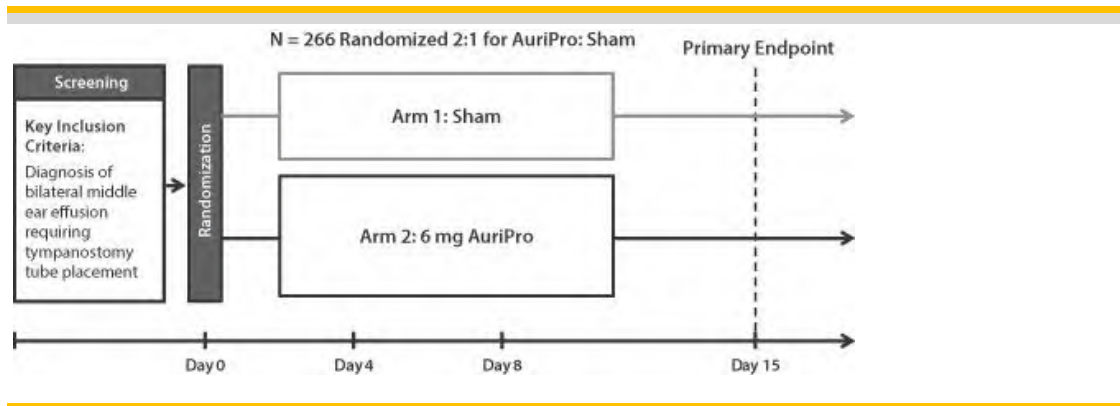 N = 266 Randomized 2:1 for AuriPro: Sham
Primary Endpoint
Screening
Key Inclusion
Criteria:
Diagnosis of
bilateral middle
ear effusion
requiring
tympanostomy
tube placement
Randomization
Arm 1: Sham
Arm 2: 6 mg AuriPro
Day 0
Day 4
Day 8
Day 15